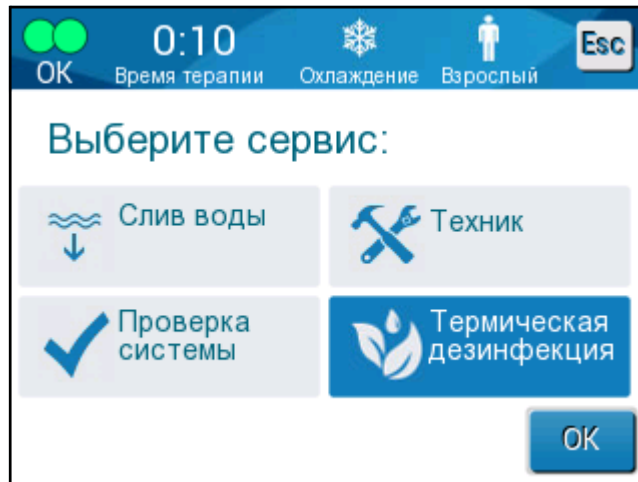 OK
0:10
Время терапии
Охлаждение
Взрослый
Esc
Выберите сервис:
Слив воды
Техник
Проверка
системы
Термическая
дезинфекция
OK